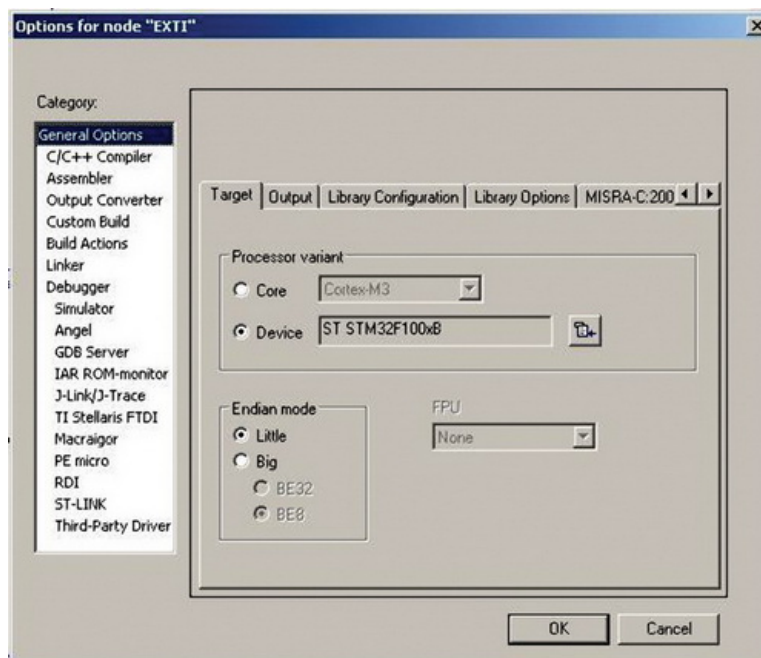 Options for node "EXTI"
Category:
General Options
C/C++ Compiler
Assembler
Output Converter
Custom Build
Build Actions
Linker
Debugger
Simulator
Angel
GDB Server
IAR ROM-monitor
J-Link/J-Trace
TI Stellaris FTDI
Macraigor
PE micro
RDI
ST-LINK
Third-Party Driver
Target Output Library Configuration Library Options MISRA-C:200
Processor variant
Core Cortex-M3
Device ST STM32F100xB
Endian mode
Little
Big
BE32
BE8
FPU
None
OK Cancel